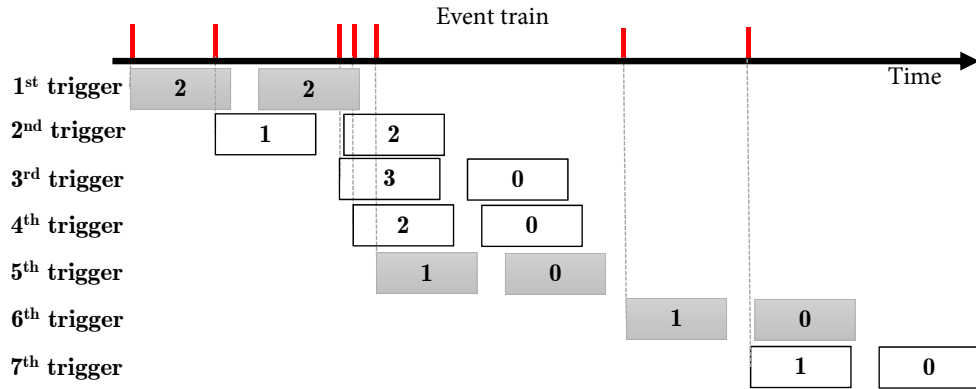 Event train
Time
1st trigger 2 2
2nd trigger 1 2
3rd trigger 3 0
4th trigger 2 0
5th trigger 1 0
6th trigger 1 0
7th trigger 1 0